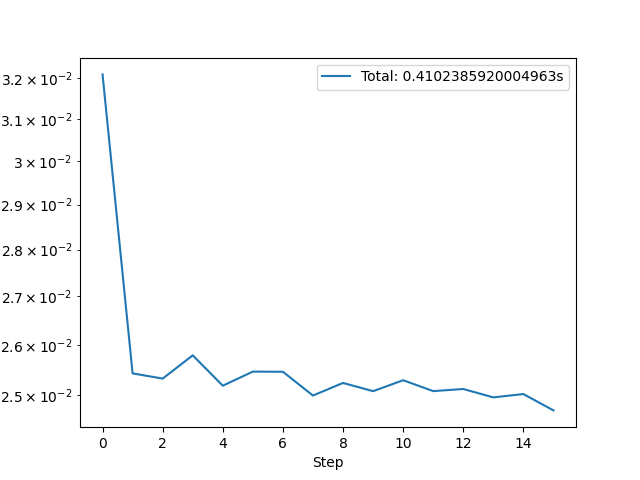 Total: 0.4102385920004963s
3.2 × 10⁻²
3.1 × 10⁻²
3 × 10⁻²
2.9 × 10⁻²
2.8 × 10⁻²
2.7 × 10⁻²
2.6 × 10⁻²
2.5 × 10⁻²
0 2 4 6 8 10 12 14
Step